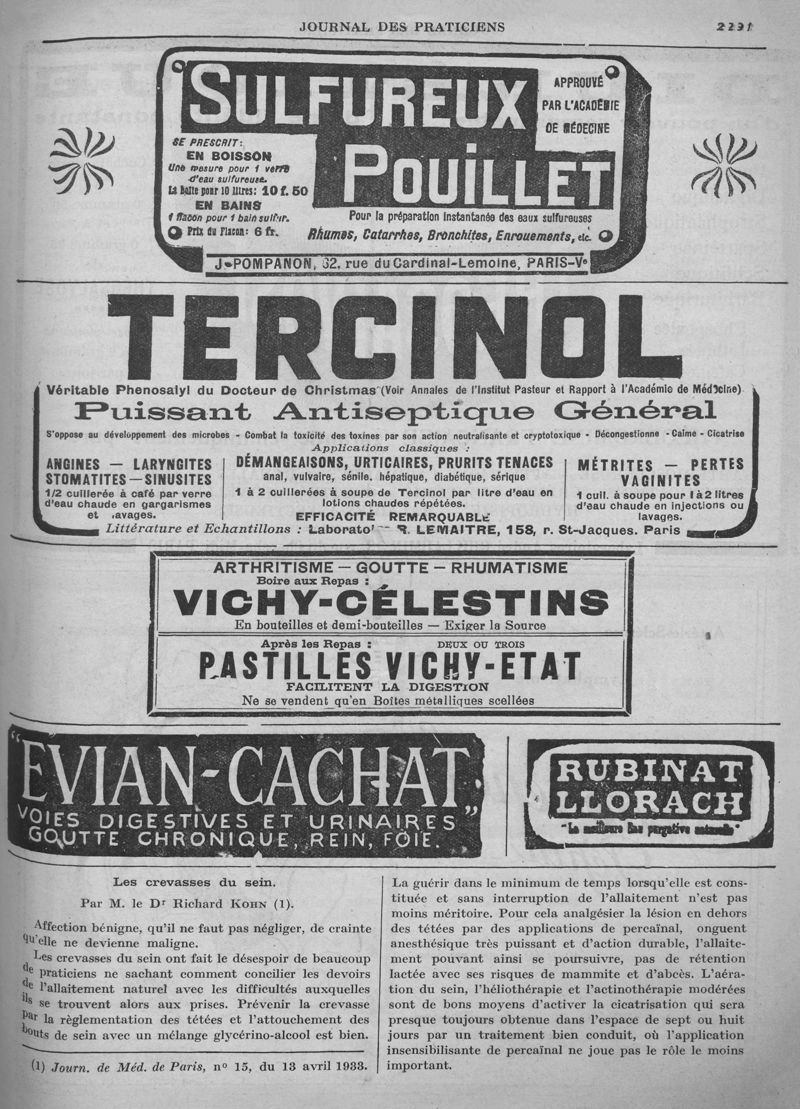 JOURNAL DES PRATICIENS 2291
SULFUREUX
POUILLET
APPROUVÉ
PAR L'ACADÉMIE
DE MÉDECINE
SE PRESCRIT:
EN BOISSON
Une mesure pour 1 verre
d'eau sulfureuse.
La Boîte pour 10 litres: 10 f. 50
EN BAINS
1 flacon pour 1 bain sulfur.
Prix du Flacon: 6 fr.
Pour la préparation instantanée des eaux sulfureuses
Rhumes, Catarrhes, Bronchites, Enrouements, etc.
J. POMPANON, 32, rue du Cardinal-Lemoine, PARIS-Ve
TERCINOL
Véritable Phenosalyl du Docteur de Christmas (Voir Annales de l'Institut Pasteur et Rapport à l'Académie de Médecine)
Puissant Antiseptique Général
S'oppose au développement des microbes - Combat la toxicité des toxines par son action neutralisante et cryptotoxique - Décongestionne - Calme - Cicatrise
Applications classiques :
ANGINES — LARYNGITES
STOMATITES — SINUSITES
1/2 cuillerée à café par verre
d'eau chaude en gargarismes
et lavages.
DÉMANGEAISONS, URTICAIRES, PRURITS TENACES
anal, vulvaire, sénile. hépatique, diabétique, sérique
1 à 2 cuillerées à soupe de Tercinol par litre d'eau en
lotions chaudes répétées.
EFFICACITÉ REMARQUABLE
MÉTRITES — PERTES
VAGINITES
1 cuil. à soupe pour 1 à 2 litres
d'eau chaude en injections ou
lavages.
Littérature et Echantillons : Laborato R. LEMAITRE, 158, r. St-Jacques. Paris
ARTHRITISME — GOUTTE — RHUMATISME
Boire aux Repas :
VICHY-CÉLESTINS
En bouteilles et demi-bouteilles — Exiger la Source
Après les Repas : DEUX OU TROIS
PASTILLES VICHY-ETAT
FACILITENT LA DIGESTION
Ne se vendent qu'en Boîtes métalliques scellées
"EVIAN-CACHAT"
VOIES DIGESTIVES ET URINAIRES
GOUTTE CHRONIQUE, REIN, FOIE.
RUBINAT
LLORACH
"La meilleure Eau purgative naturelle"
Les crevasses du sein.
Par M. le Dr Richard KOHN (1).
Affection bénigne, qu'il ne faut pas négliger, de crainte
qu'elle ne devienne maligne.
Les crevasses du sein ont fait le désespoir de beaucoup
de praticiens ne sachant comment concilier les devoirs
de l'allaitement naturel avec les difficultés auxquelles
ils se trouvent alors aux prises. Prévenir la crevasse
par la règlementation des tétées et l'attouchement des
bouts de sein avec un mélange glycérino-alcool est bien.
(1) Journ. de Méd. de Paris, nº 15, du 13 avril 1933.
La guérir dans le minimum de temps lorsqu'elle est cons-
tituée et sans interruption de l'allaitement n'est pas
moins méritoire. Pour cela analgésier la lésion en dehors
des tétées par des applications de percaïnal, onguent
anesthésique très puissant et d'action durable, l'allaite-
ment pouvant ainsi se poursuivre, pas de rétention
lactée avec ses risques de mammite et d'abcès. L'aéra-
tion du sein, l'héliothérapie et l'actinothérapie modérées
sont de bons moyens d'activer la cicatrisation qui sera
presque toujours obtenue dans l'espace de sept ou huit
jours par un traitement bien conduit, où l'application
insensibilisante de percaïnal ne joue pas le rôle le moins
important.